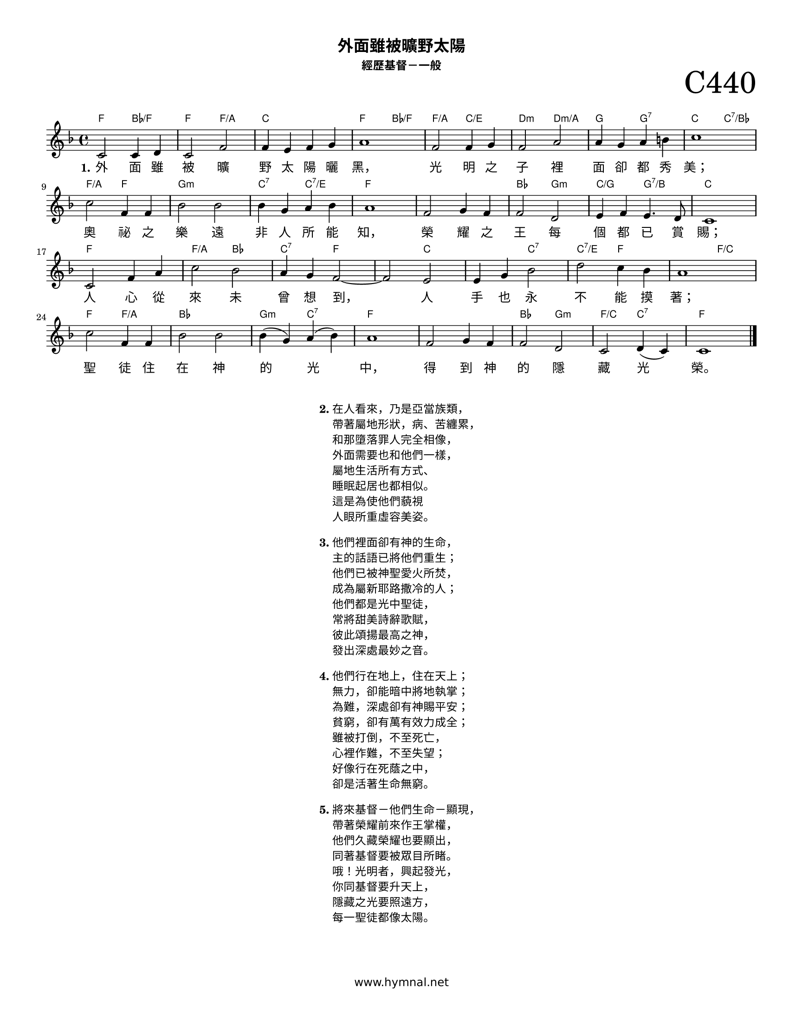 外面雖被曠野太陽
經歷基督－一般
C440
F B♭/F F F/A C F B♭/F F/A C/E Dm Dm/A G G7 C C7/B♭
1. 外 面 雖 被 曠 野 太 陽 曬 黑， 光 明 之 子 裡 面 卻 都 秀 美；
9 F/A F Gm C7 C7/E F B♭ Gm C/G G7/B C
奧 祕 之 樂 遠 非 人 所 能 知， 榮 耀 之 王 每 個 都 已 賞 賜；
17 F F/A B♭ C7 F C C7 C7/E F F/C
人 心 從 來 未 曾 想 到， 人 手 也 永 不 能 摸 著；
24 F F/A B♭ Gm C7 F B♭ Gm F/C C7 F
聖 徒 住 在 神 的 光 中， 得 到 神 的 隱 藏 光 榮。
2. 在人看來，乃是亞當族類，
帶著屬地形狀，病、苦纏累，
和那墮落罪人完全相像，
外面需要也和他們一樣，
屬地生活所有方式、
睡眠起居也都相似。
這是為使他們藐視
人眼所重虛容美姿。
3. 他們裡面卻有神的生命，
主的話語已將他們重生；
他們已被神聖愛火所焚，
成為屬新耶路撒冷的人；
他們都是光中聖徒，
常將甜美詩辭歌賦，
彼此頌揚最高之神，
發出深處最妙之音。
4. 他們行在地上，住在天上；
無力，卻能暗中將地執掌；
為難，深處卻有神賜平安；
貧窮，卻有萬有效力成全；
雖被打倒，不至死亡，
心裡作難，不至失望；
好像行在死蔭之中，
卻是活著生命無窮。
5. 將來基督－他們生命－顯現，
帶著榮耀前來作王掌權，
他們久藏榮耀也要顯出，
同著基督要被眾目所睹。
哦！光明者，興起發光，
你同基督要升天上，
隱藏之光要照遠方，
每一聖徒都像太陽。
www.hymnal.net